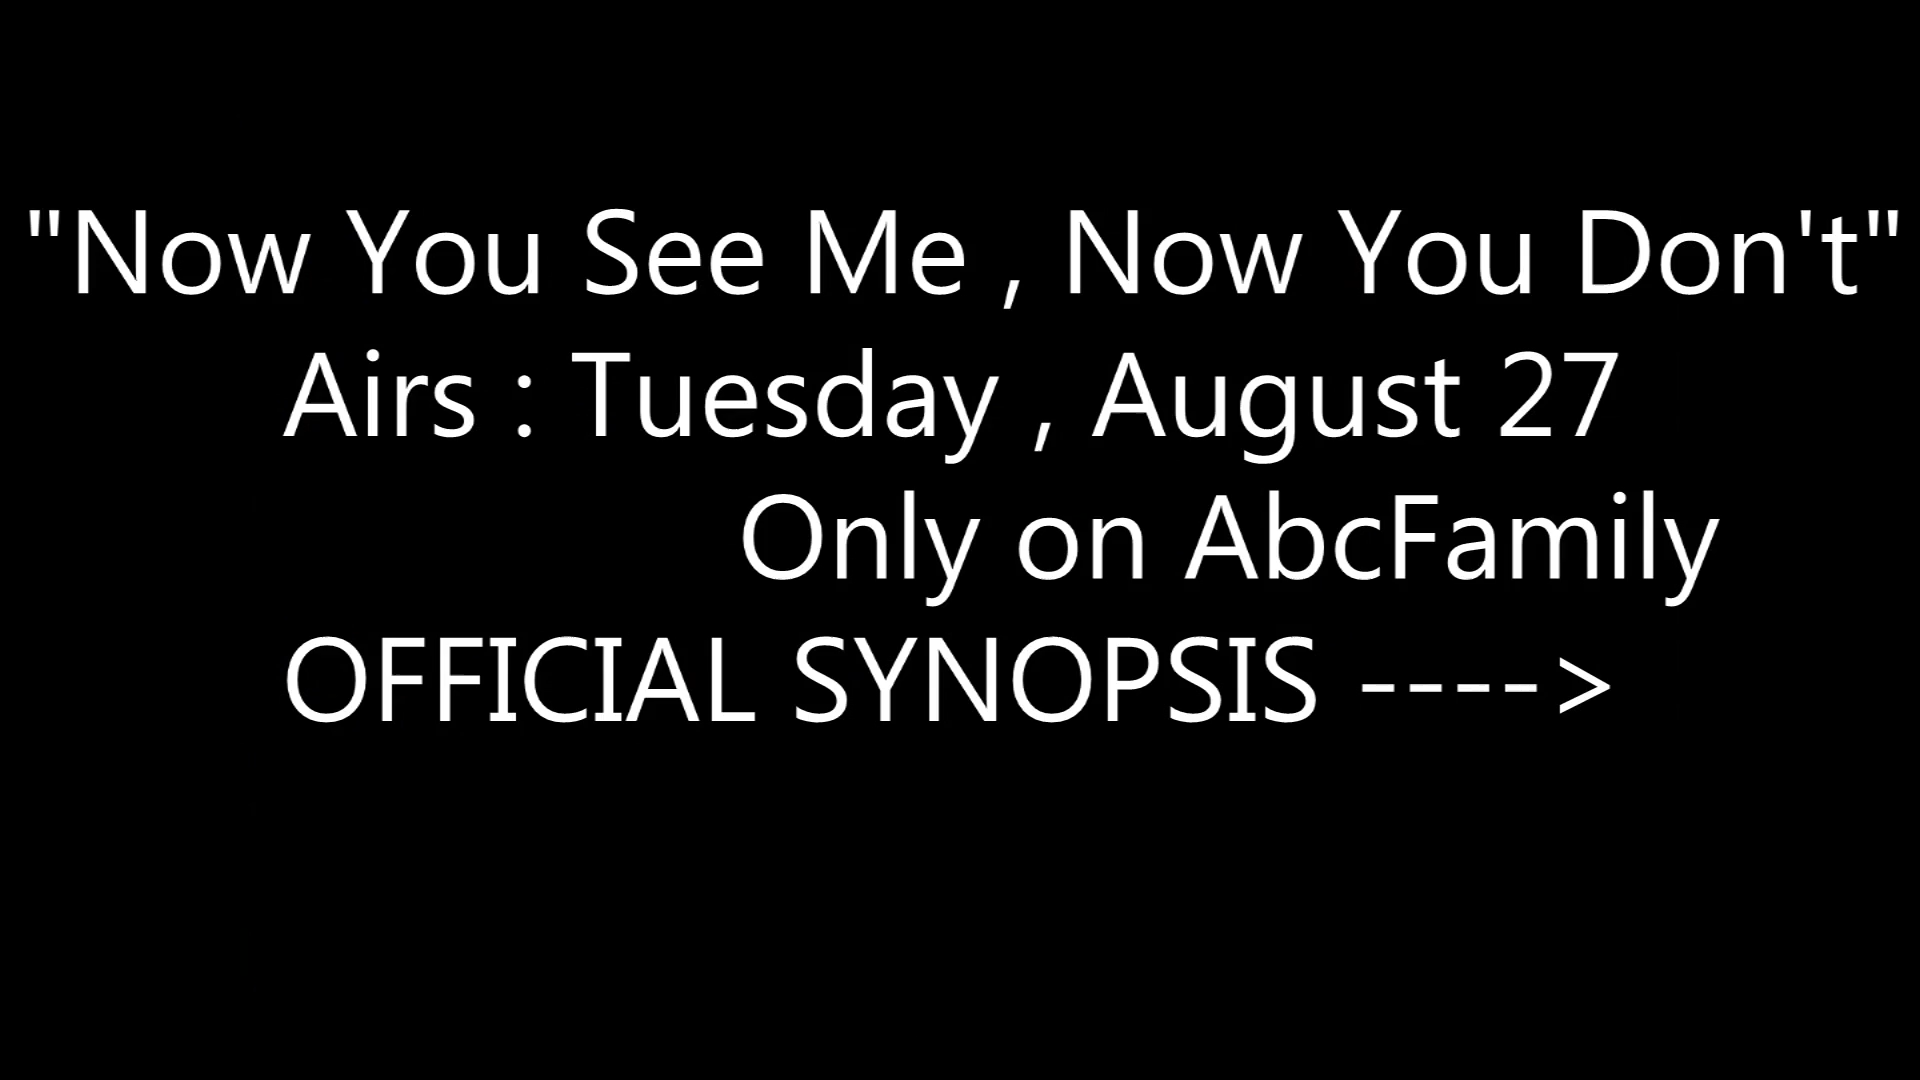 "Now You See Me , Now You Don't"
Airs : Tuesday , August 27
Only on AbcFamily
OFFICIAL SYNOPSIS ---->